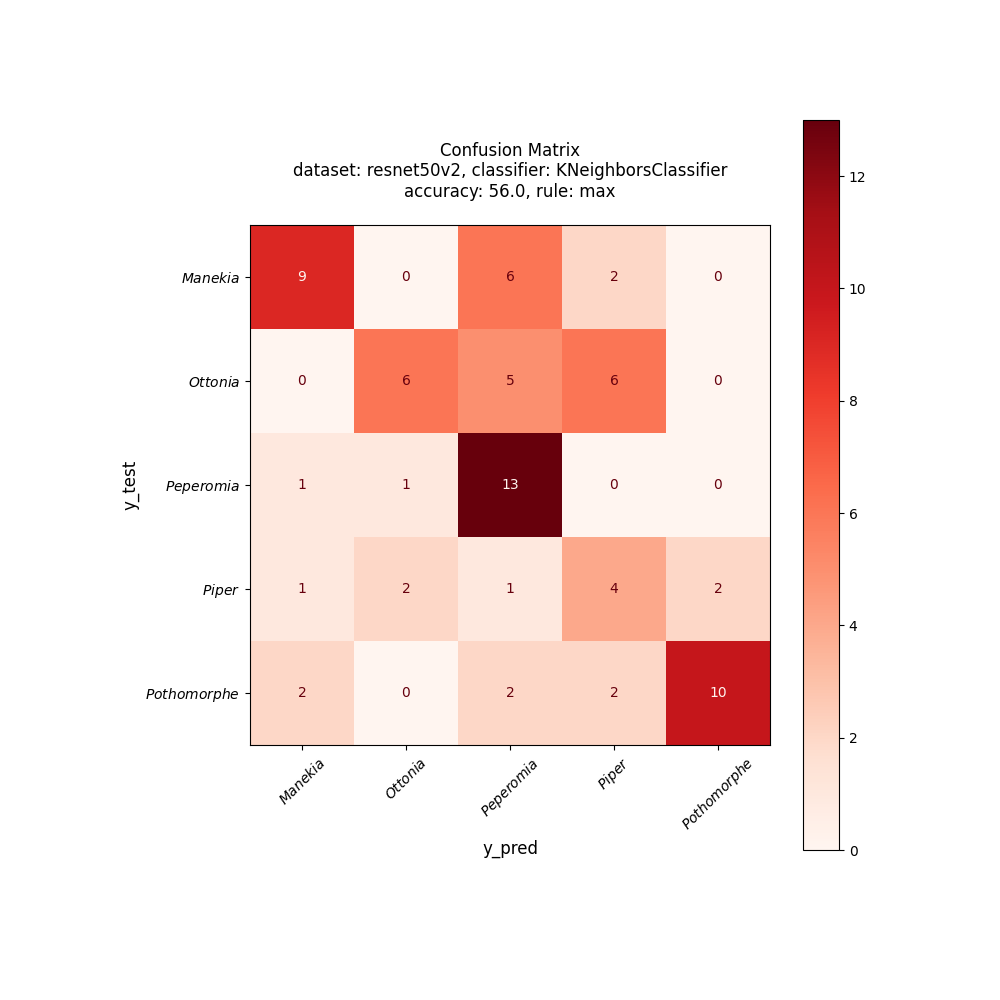 Confusion Matrix
dataset: resnet50v2, classifier: KNeighborsClassifier
accuracy: 56.0, rule: max
Manekia 9 0 6 2 0
Ottonia 0 6 5 6 0
Peperomia 1 1 13 0 0
Piper 1 2 1 4 2
Pothomorphe 2 0 2 2 10
y_test
Manekia Ottonia Peperomia Piper Pothomorphe
y_pred
12
10
8
6
4
2
0